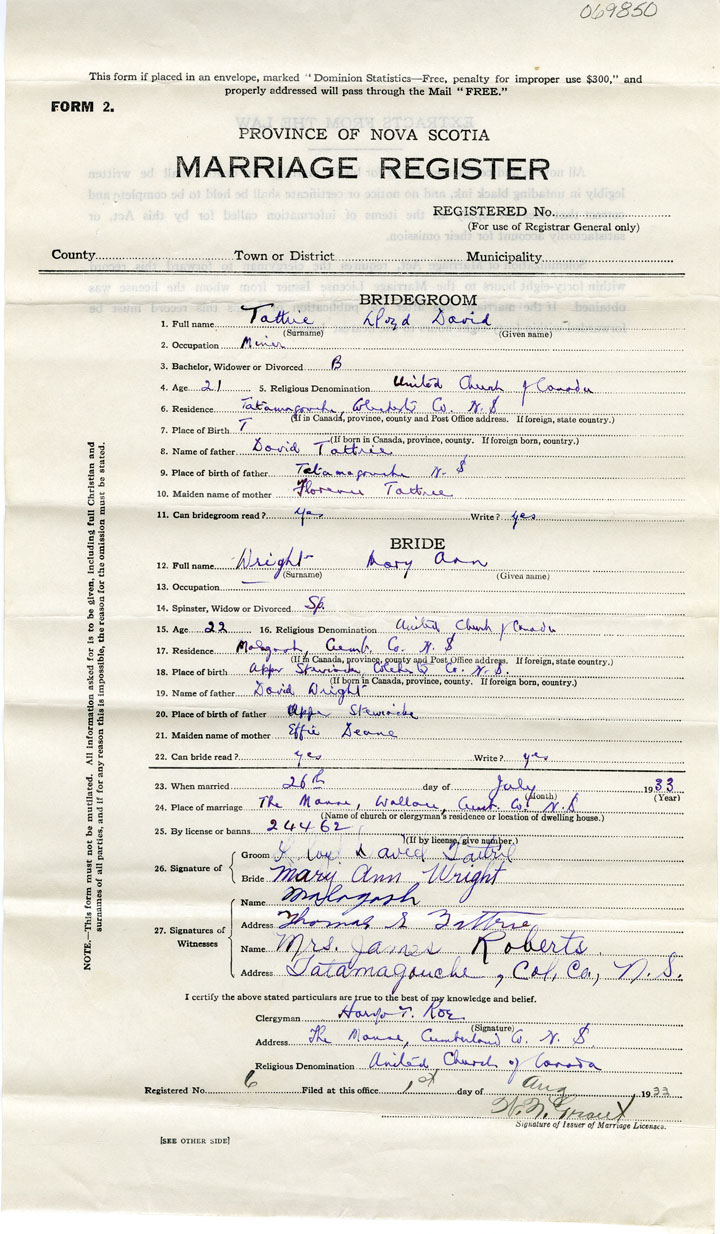 069850
This form if placed in an envelope, marked "Dominion Statistics—Free, penalty for improper use $300," and
properly addressed will pass through the Mail "FREE."
FORM 2.
PROVINCE OF NOVA SCOTIA
MARRIAGE REGISTER
REGISTERED No.
(For use of Registrar General only)
County Town or District Municipality
BRIDEGROOM
1. Full name Tattrie Lloyd David
(Surname) (Given name)
2. Occupation Miner
3. Bachelor, Widower or Divorced B
4. Age 21 5. Religious Denomination United Church of Canada
6. Residence Tatamagouche, Colchester Co. N. S
(If in Canada, province, county and Post Office address. If foreign, state country.)
7. Place of Birth T
(If born in Canada, province, county. If foreign born, country.)
8. Name of father David Tattrie
9. Place of birth of father Tatamagouche N. S
10. Maiden name of mother Florence Tattrie
11. Can bridegroom read? yes Write? yes
BRIDE
12. Full name Wright Mary Ann
(Surname) (Given name)
13. Occupation
14. Spinster, Widow or Divorced Sp.
15. Age 22 16. Religious Denomination United Church of Canada
17. Residence Malagash, Cumb. Co. N. S
(If in Canada, province, county and Post Office address. If foreign, state country.)
18. Place of birth Upper Stewiacke, Colch. Co. N. S.
(If born in Canada, province, county. If foreign born, country.)
19. Name of father David Wright
20. Place of birth of father Upper Stewiacke
21. Maiden name of mother Effie Deane
22. Can bride read? yes Write? yes
23. When married 26th day of July 1933
(Month) (Year)
24. Place of marriage The Manse, Wallace, Cumb. Co. N. S
(Name of church or clergyman's residence or location of dwelling house.)
25. By license or banns 24462
(If by license, give number.)
26. Signature of Groom Lloyd David Tattrie
Bride Mary Ann Wright
27. Signatures of Witnesses Name Malagash
Address Thomas S Tattrie
Name Mrs. James Roberts
Address Tatamagouche, Col, Co, N. S.
I certify the above stated particulars are true to the best of my knowledge and belief.
Clergyman T. Roe
(Signature)
Address The Manse, Cumberland Co. N. S
Religious Denomination United Church of Canada
Registered No. 6 Filed at this office 1st day of Aug 1933
Signature of Issuer of Marriage Licenses.
[SEE OTHER SIDE]
NOTE.—This form must not be mutilated. All information asked for is to be given, including full Christian and
surnames of all parties, and if for any reason this is impossible, the reason for the omission must be stated.